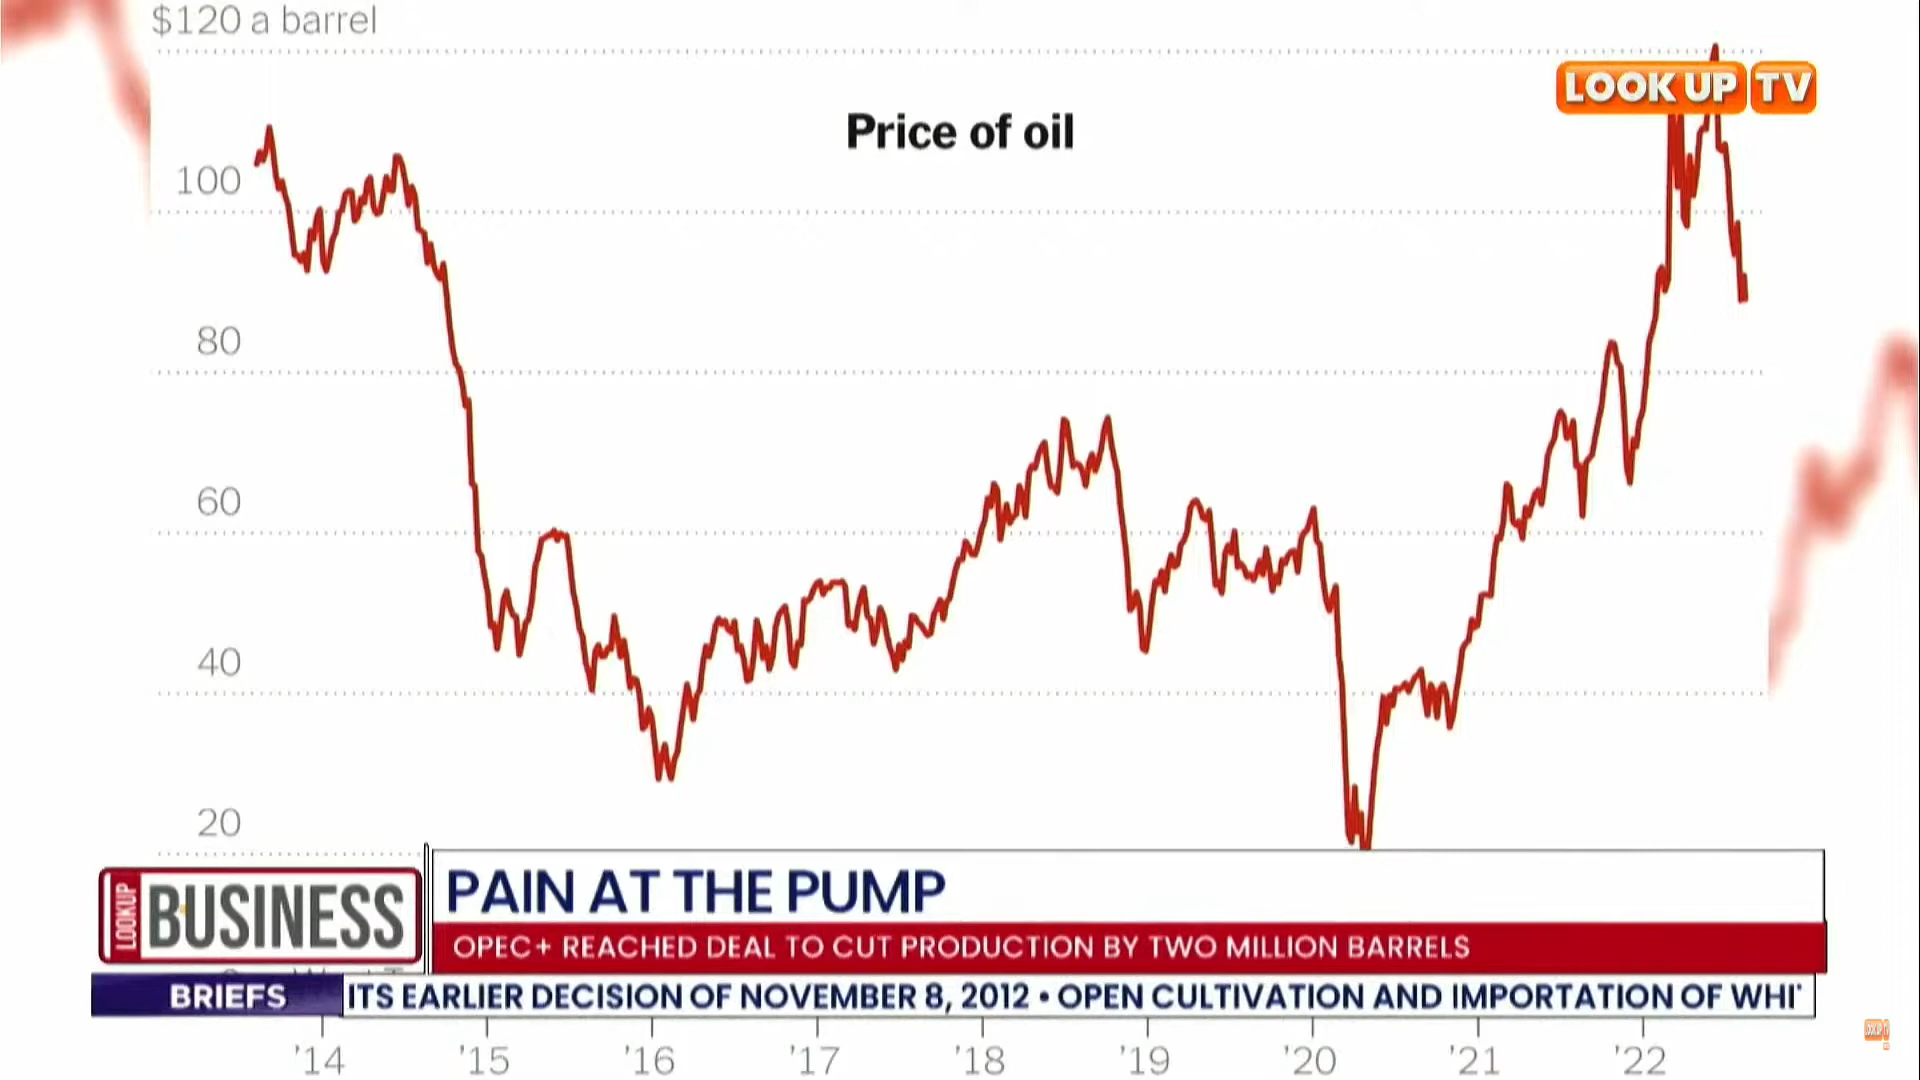 $120 a barrel
LOOK UP TV
Price of oil
100
80
60
40
20
LOOKUP
BUSINESS
PAIN AT THE PUMP
OPEC+ REACHED DEAL TO CUT PRODUCTION BY TWO MILLION BARRELS
BRIEFS
ITS EARLIER DECISION OF NOVEMBER 8, 2012 • OPEN CULTIVATION AND IMPORTATION OF WHI
'14 '15 '16 '17 '18 '19 '20 '21 '22